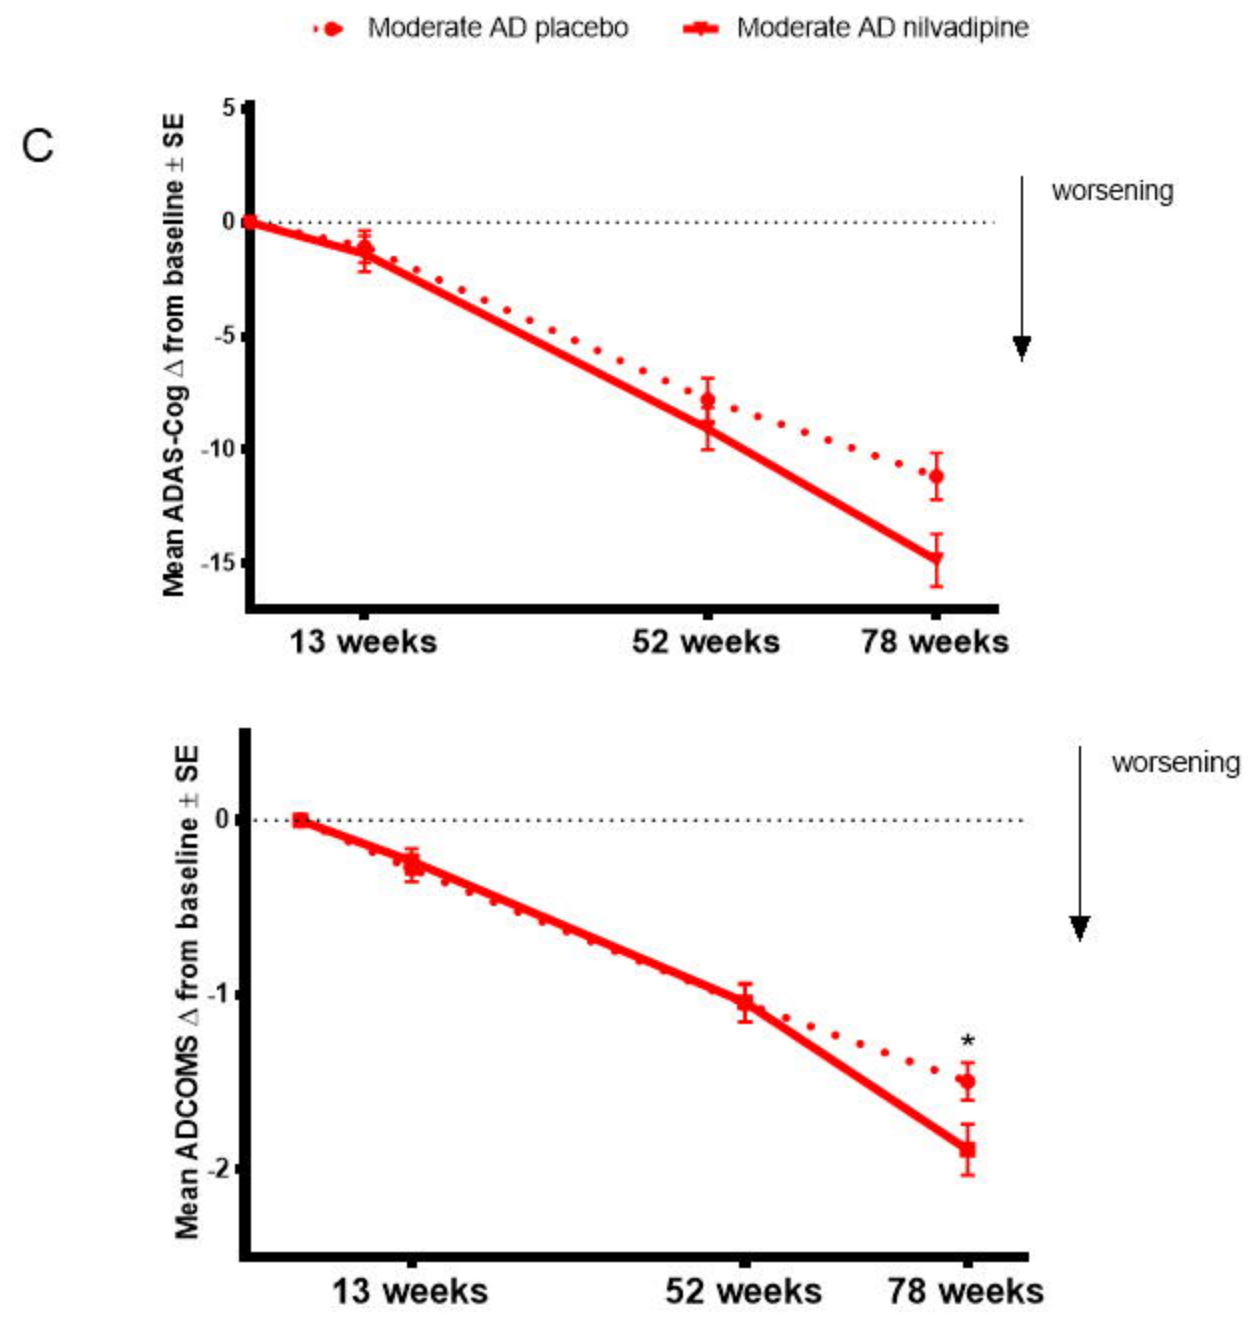 Moderate AD placebo Moderate AD nilvadipine
C
Mean ADAS-Cog Δ from baseline ± SE
5
0
-5
-10
-15
worsening
13 weeks 52 weeks 78 weeks
Mean ADCOMS Δ from baseline ± SE
0
-1
-2
worsening
*
13 weeks 52 weeks 78 weeks